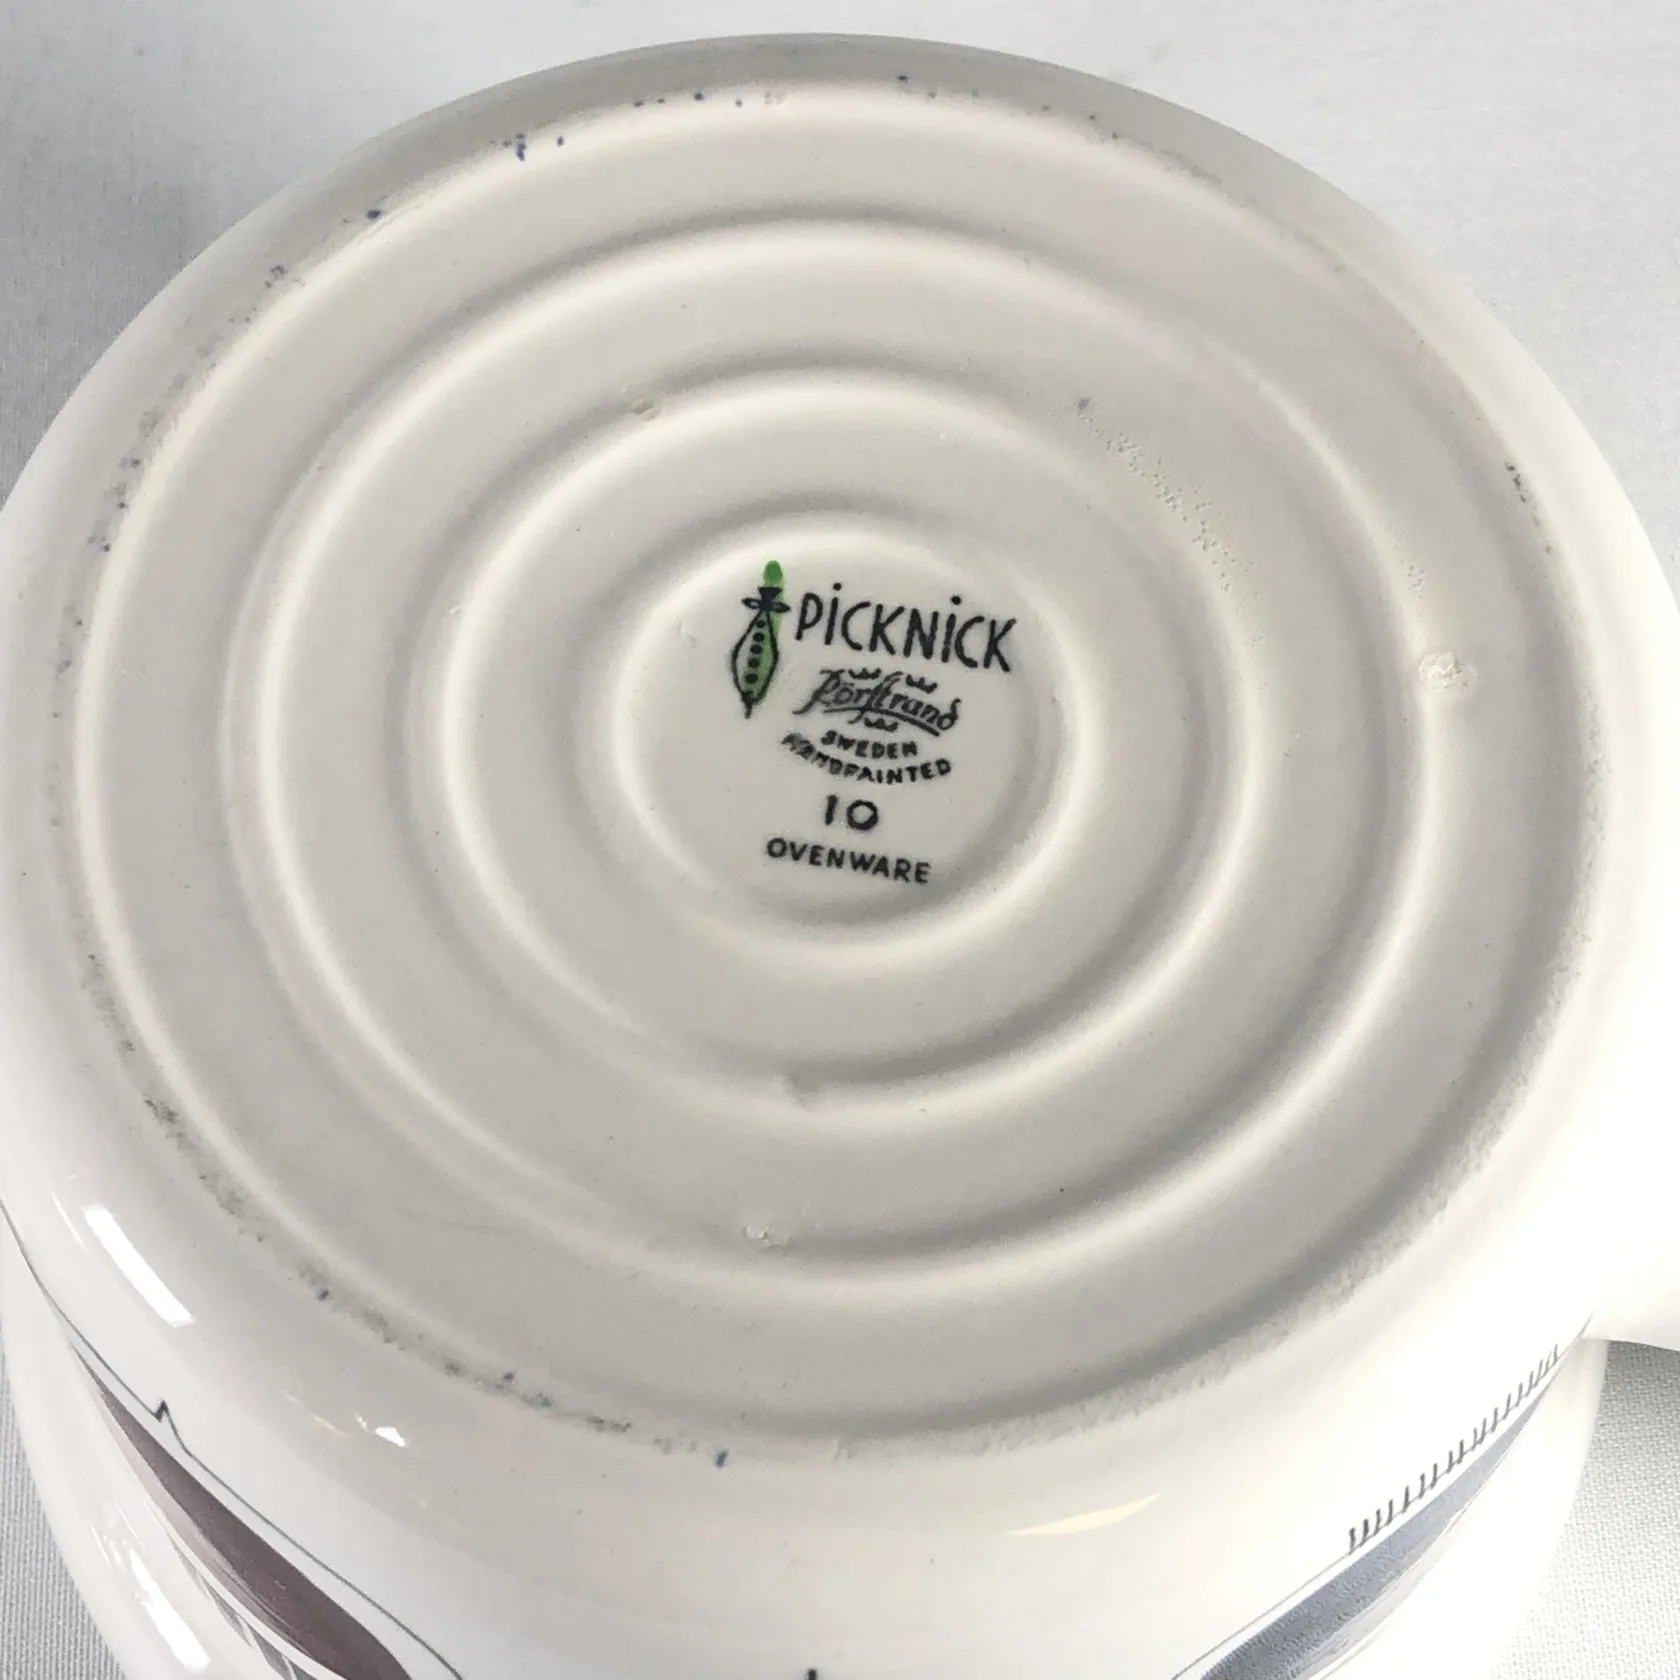 PiCKNiCK
Rörstrand
SWEDEN
HANDPAINTED
10
OVENWARE